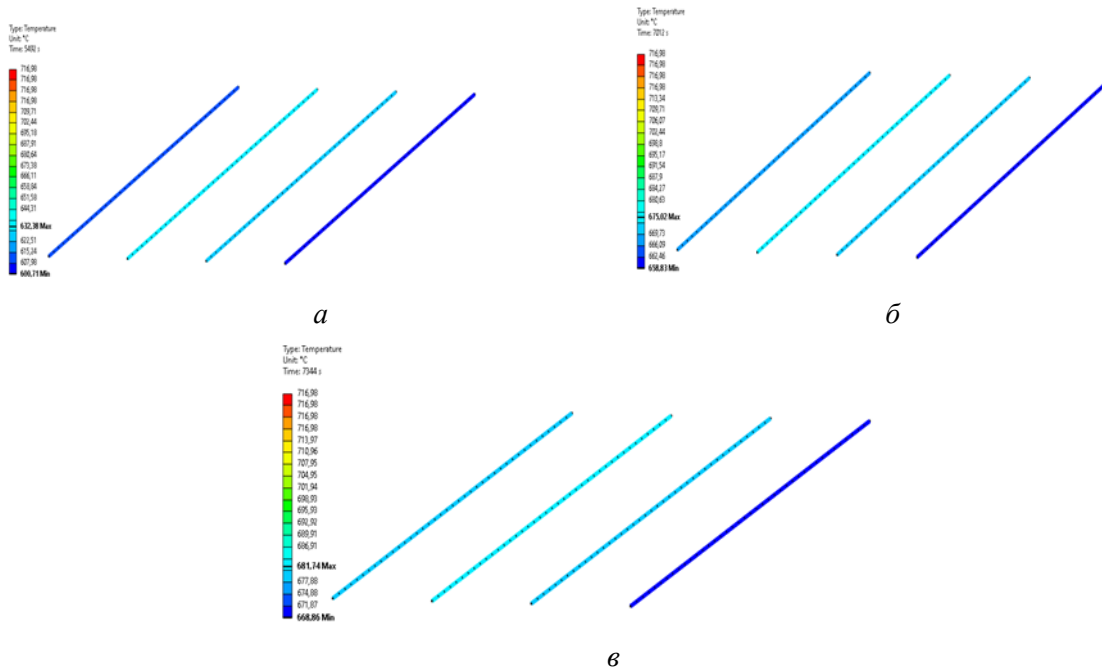 Type: Temperature
Unit: °C
Time: 5492 s
716,98
716,98
716,98
716,98
709,71
702,44
695,18
687,91
680,64
673,38
666,11
658,84
651,58
644,31
632,38 Max
622,51
615,24
607,98
600,71 Min
а
Type: Temperature
Unit: °C
Time: 7012 s
716,98
716,98
716,98
713,34
709,71
706,07
702,44
698,8
695,17
691,54
687,9
684,27
680,63
675,02 Max
669,73
666,09
662,46
658,83 Min
б
Type: Temperature
Unit: °C
Time: 7344 s
716,98
716,98
716,98
716,98
713,97
710,96
707,95
704,95
701,94
698,93
695,93
692,92
689,91
686,91
681,74 Max
677,88
674,88
671,87
668,86 Min
в